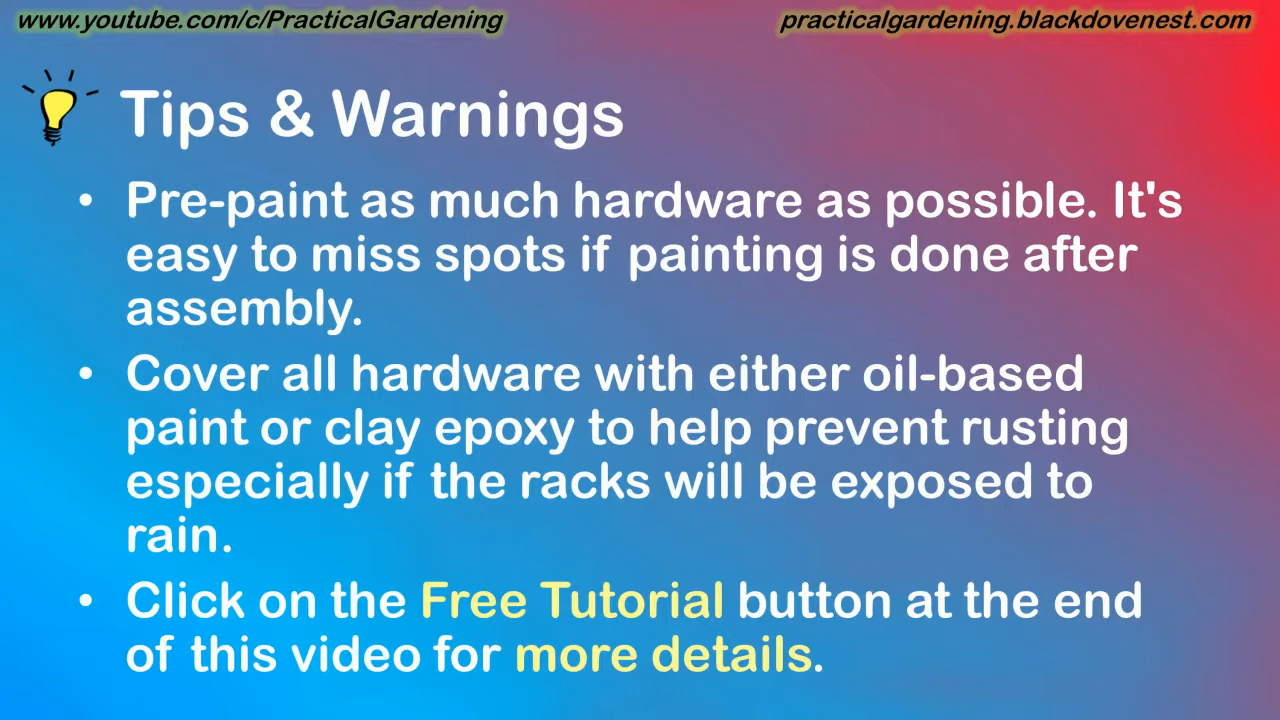 www.youtube.com/c/PracticalGardening
practicalgardening.blackdovenest.com
Tips & Warnings
• Pre-paint as much hardware as possible. It's
easy to miss spots if painting is done after
assembly.
• Cover all hardware with either oil-based
paint or clay epoxy to help prevent rusting
especially if the racks will be exposed to
rain.
• Click on the Free Tutorial button at the end
of this video for more details.